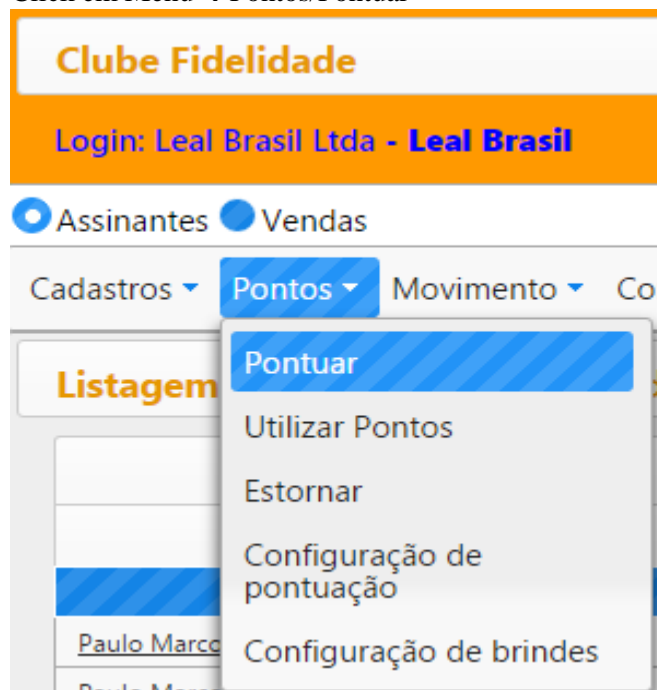 Clube Fidelidade
Login: Leal Brasil Ltda - Leal Brasil
Assinantes Vendas
Cadastros Pontos Movimento Co
Pontuar
Listagem
Utilizar Pontos
Estornar
Configuração de
pontuação
Paulo Marco
Configuração de brindes